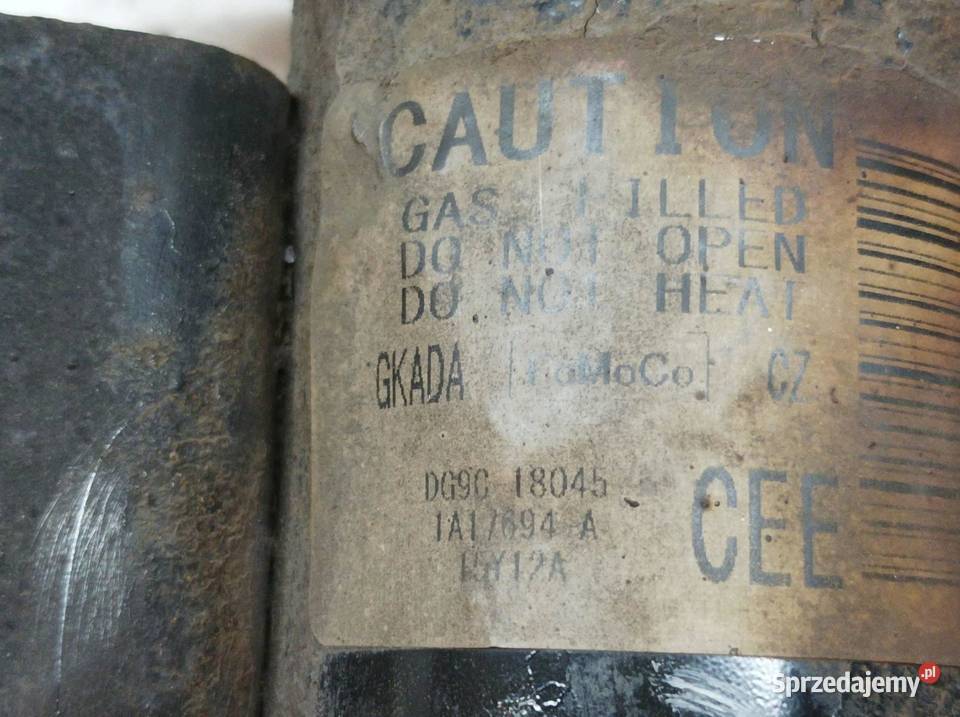 CAUTION
GAS FILLED
DO NOT OPEN
DO NOT HEAT
GKADA FoMoCo CZ
DG9C 18045
CEE
1A17694 A
Sprzedajemy.pl